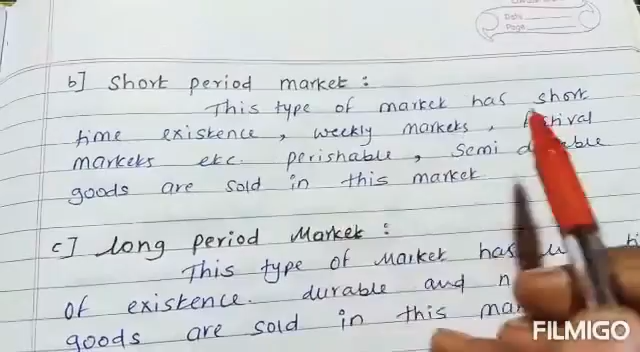 Date
Page
b] Short period market :
This type of market has short
time existence, weekly markets,
markets etc. perishable, semi
goods are sold in this market
c] Long period Market :
This type of Market has
of existence. durable and
goods are sold in this
FILMIGO